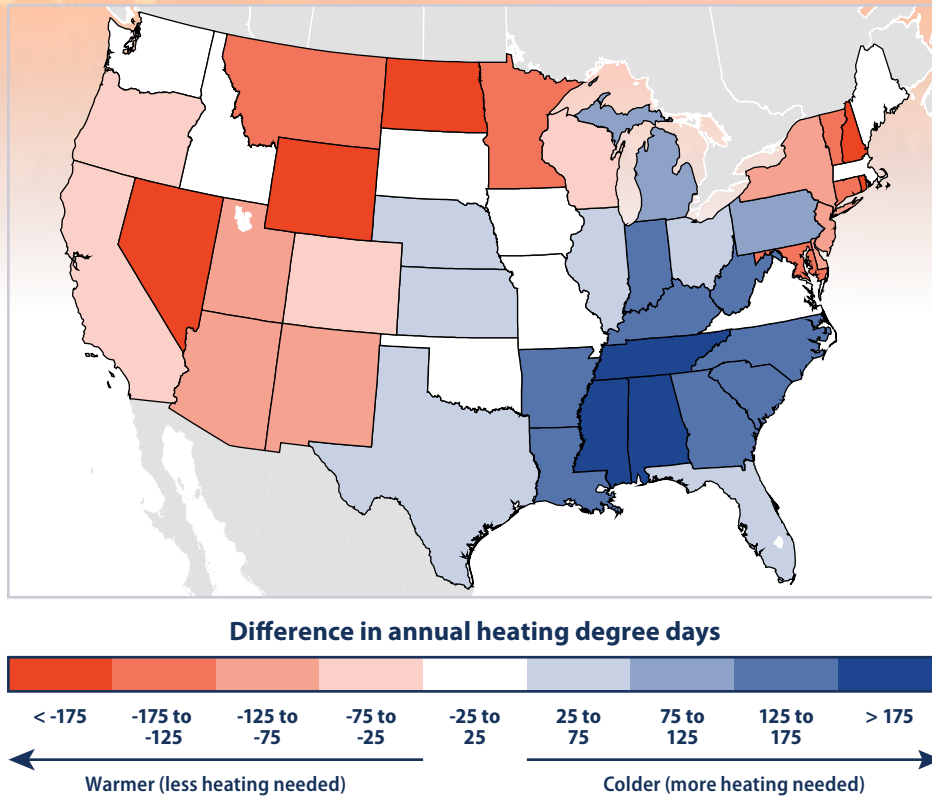 Difference in annual heating degree days
< -175
-175 to
-125
-125 to
-75
-75 to
-25
-25 to
25
25 to
75
75 to
125
125 to
175
> 175
Warmer (less heating needed)
Colder (more heating needed)